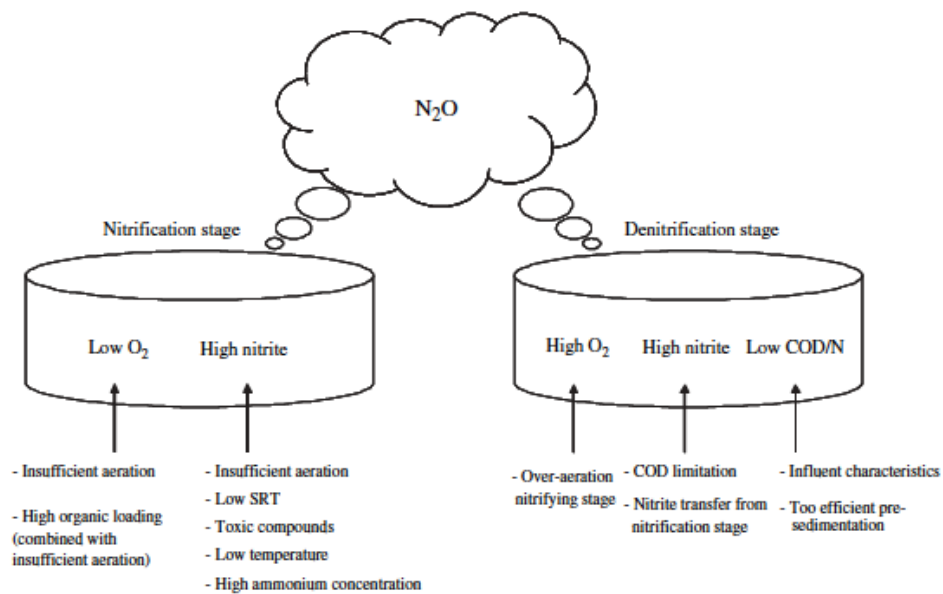 N₂O
Nitrification stage
Denitrification stage
Low O₂
High nitrite
High O₂
High nitrite
Low COD/N
- Insufficient aeration
- High organic loading
(combined with
insufficient aeration)
- Insufficient aeration
- Low SRT
- Toxic compounds
- Low temperature
- High ammonium concentration
- Over-aeration
nitrifying stage
- COD limitation
- Nitrite transfer from
nitrification stage
- Influent characteristics
- Too efficient pre-
sedimentation